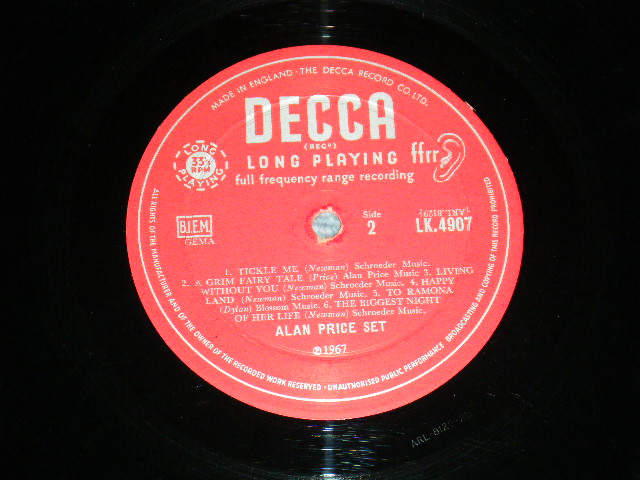 MADE IN ENGLAND · THE DECCA RECORD CO. LTD.
DECCA
(REGD)
LONG PLAYING
ffrr
full frequency range recording
LONG PLAYING
33⅓
RPM
B.I.E.M.
GEMA
Side
2
LK.4907
1. TICKLE ME (Newman) Schroeder Music.
2. A GRIM FAIRY TALE (Price) Alan Price Music 3. LIVING
WITHOUT YOU (Newman) Schroeder Music. 4. HAPPY
LAND (Newman) Schroeder Music. 5. TO RAMONA
(Dylan) Blossom Music. 6. THE BIGGEST NIGHT
OF HER LIFE (Newman) Schroeder Music.
ALAN PRICE SET
℗1967
ALL RIGHTS OF THE MANUFACTURER AND OF THE OWNER OF THE RECORDED WORK RESERVED · UNAUTHORISED PUBLIC PERFORMANCE BROADCASTING AND COPYING OF THIS RECORD PROHIBITED